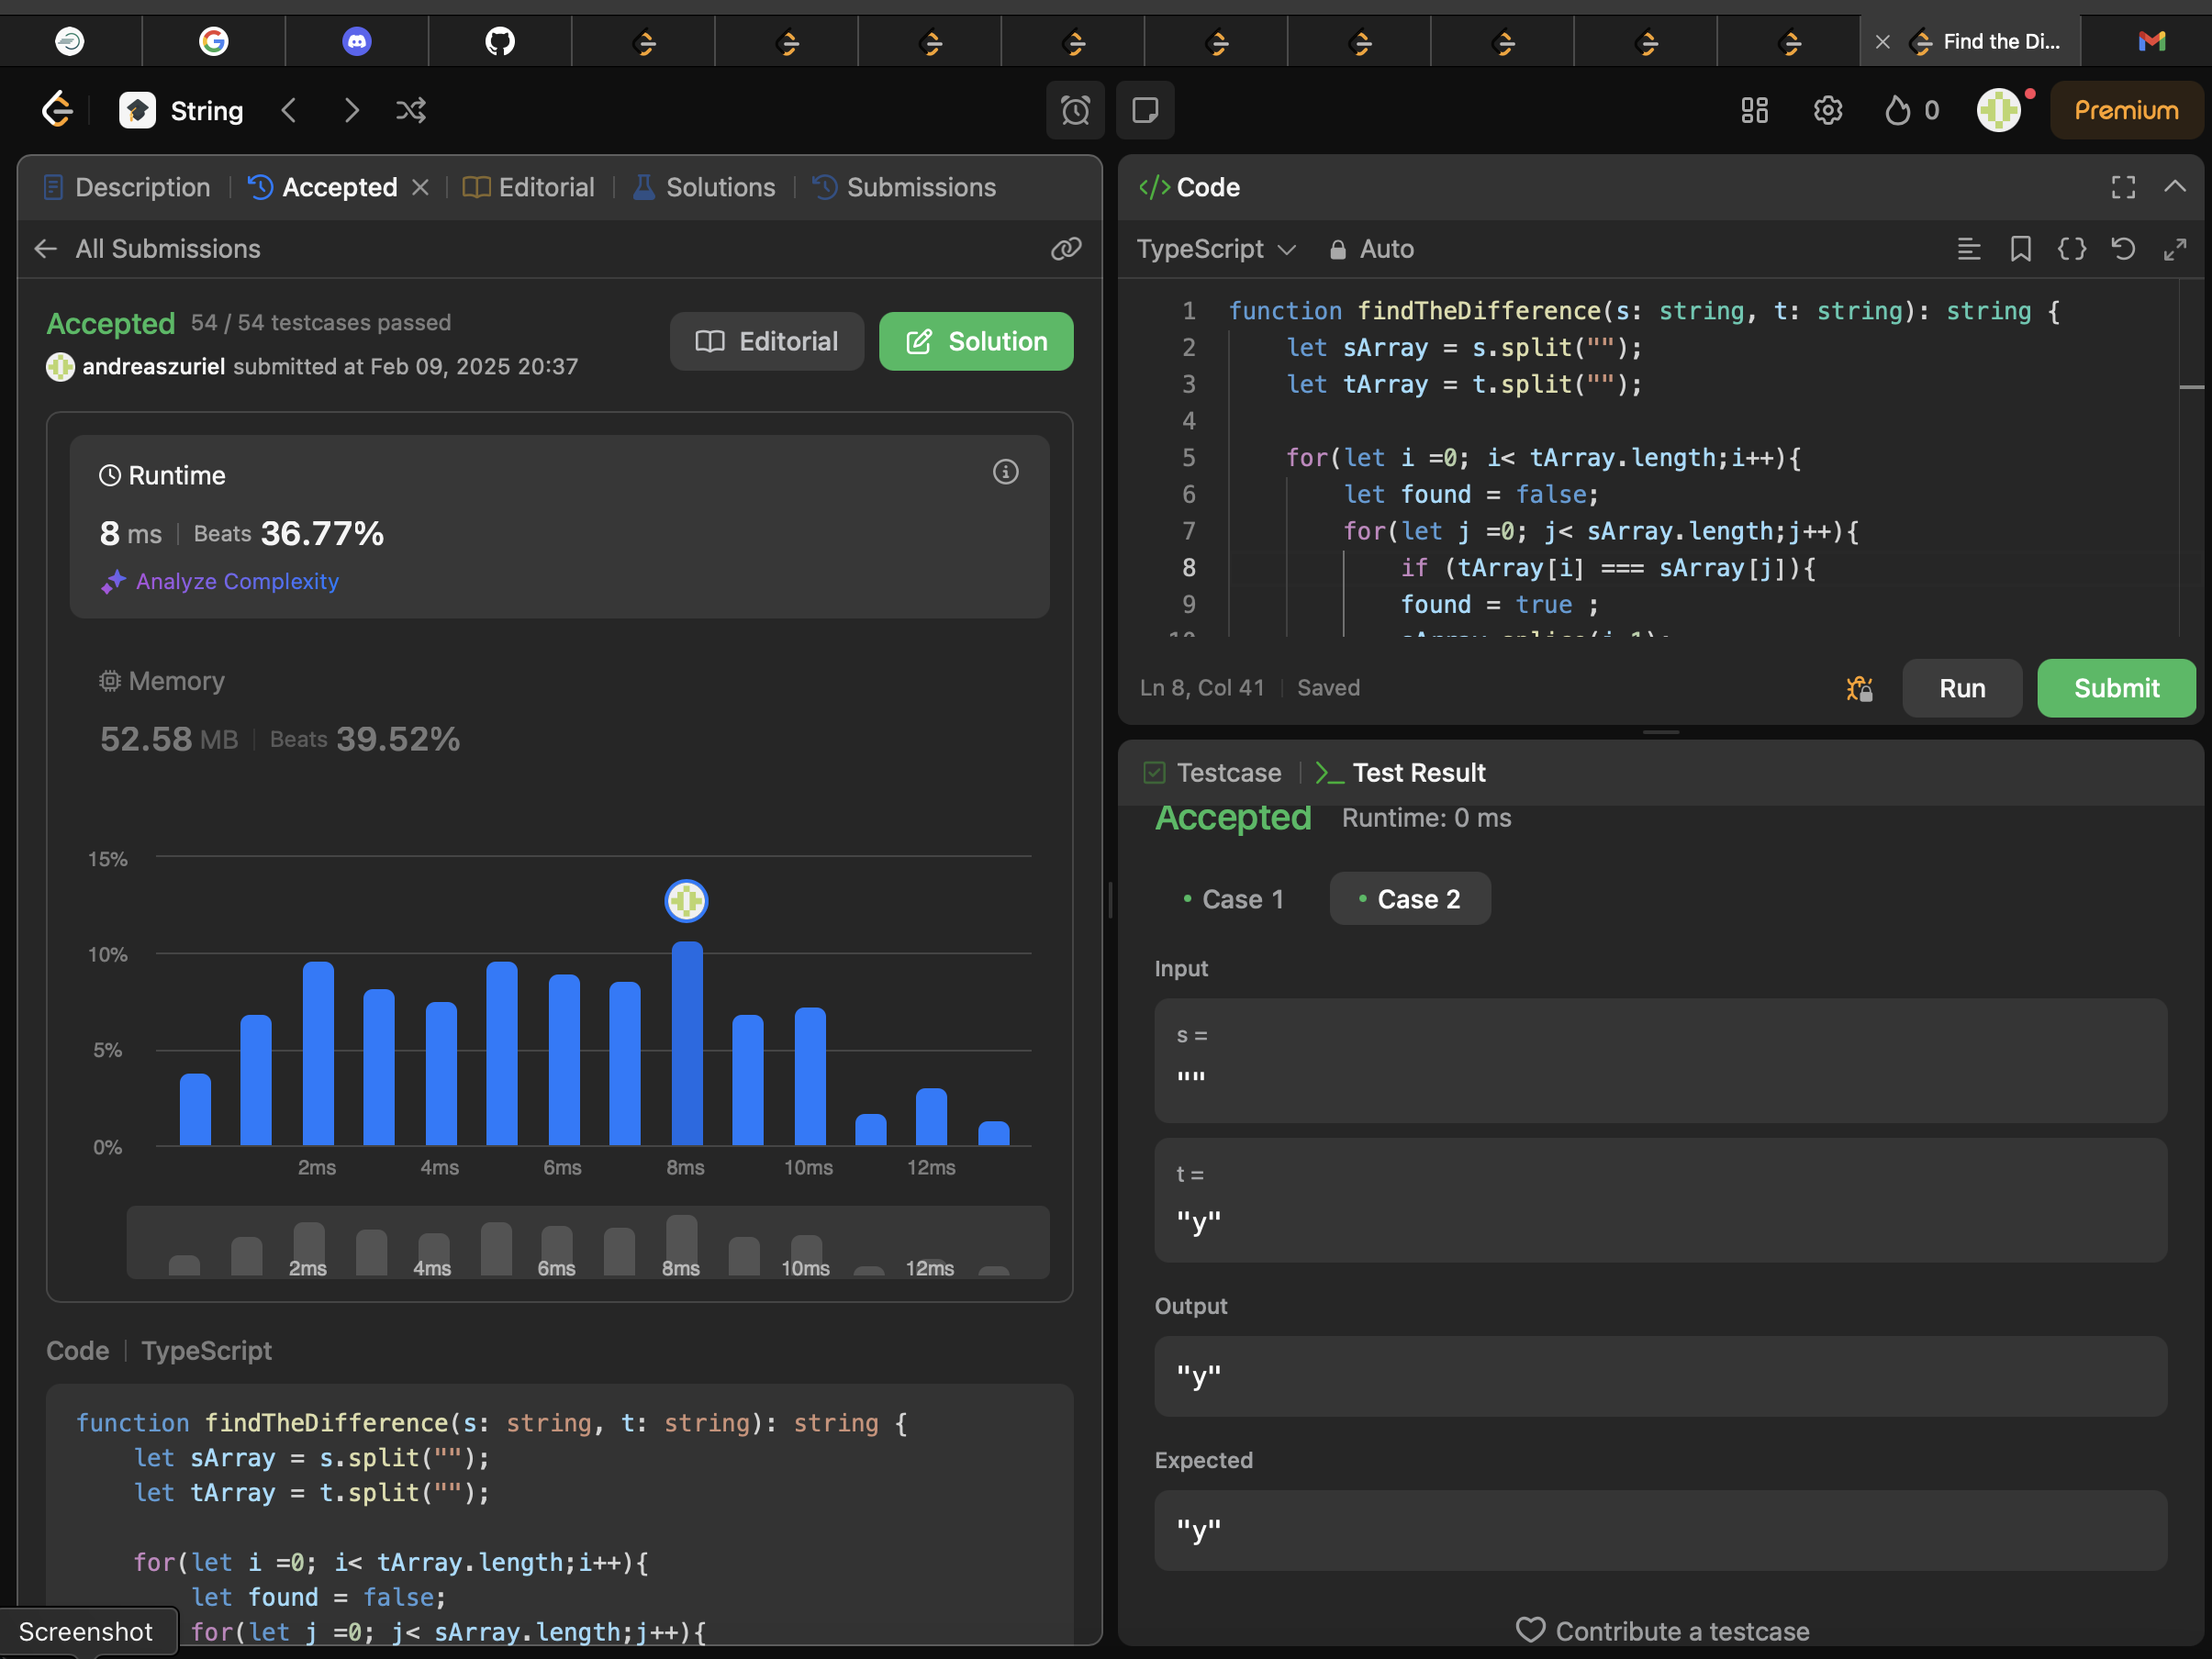 Find the Di...
String
0
Premium
Description
Accepted
Editorial
Solutions
Submissions
All Submissions
Accepted 54 / 54 testcases passed
andreaszuriel submitted at Feb 09, 2025 20:37
Editorial
Solution
Runtime
8 ms
Beats 36.77%
Analyze Complexity
Memory
52.58 MB
Beats 39.52%
15%
10%
5%
0%
2ms 4ms 6ms 8ms 10ms 12ms
2ms 4ms 6ms 8ms 10ms 12ms
Code
TypeScript
function findTheDifference(s: string, t: string): string {
let sArray = s.split("");
let tArray = t.split("");
for(let i =0; i< tArray.length;i++){
let found = false;
for(let j =0; j< sArray.length;j++){
Screenshot
</> Code
TypeScript
Auto
1 function findTheDifference(s: string, t: string): string {
2 let sArray = s.split("");
3 let tArray = t.split("");
4
5 for(let i =0; i< tArray.length;i++){
6 let found = false;
7 for(let j =0; j< sArray.length;j++){
8 if (tArray[i] === sArray[j]){
9 found = true ;
Ln 8, Col 41
Saved
Run
Submit
Testcase
>_ Test Result
Accepted Runtime: 0 ms
• Case 1
• Case 2
Input
s =
""
t =
"y"
Output
"y"
Expected
"y"
Contribute a testcase